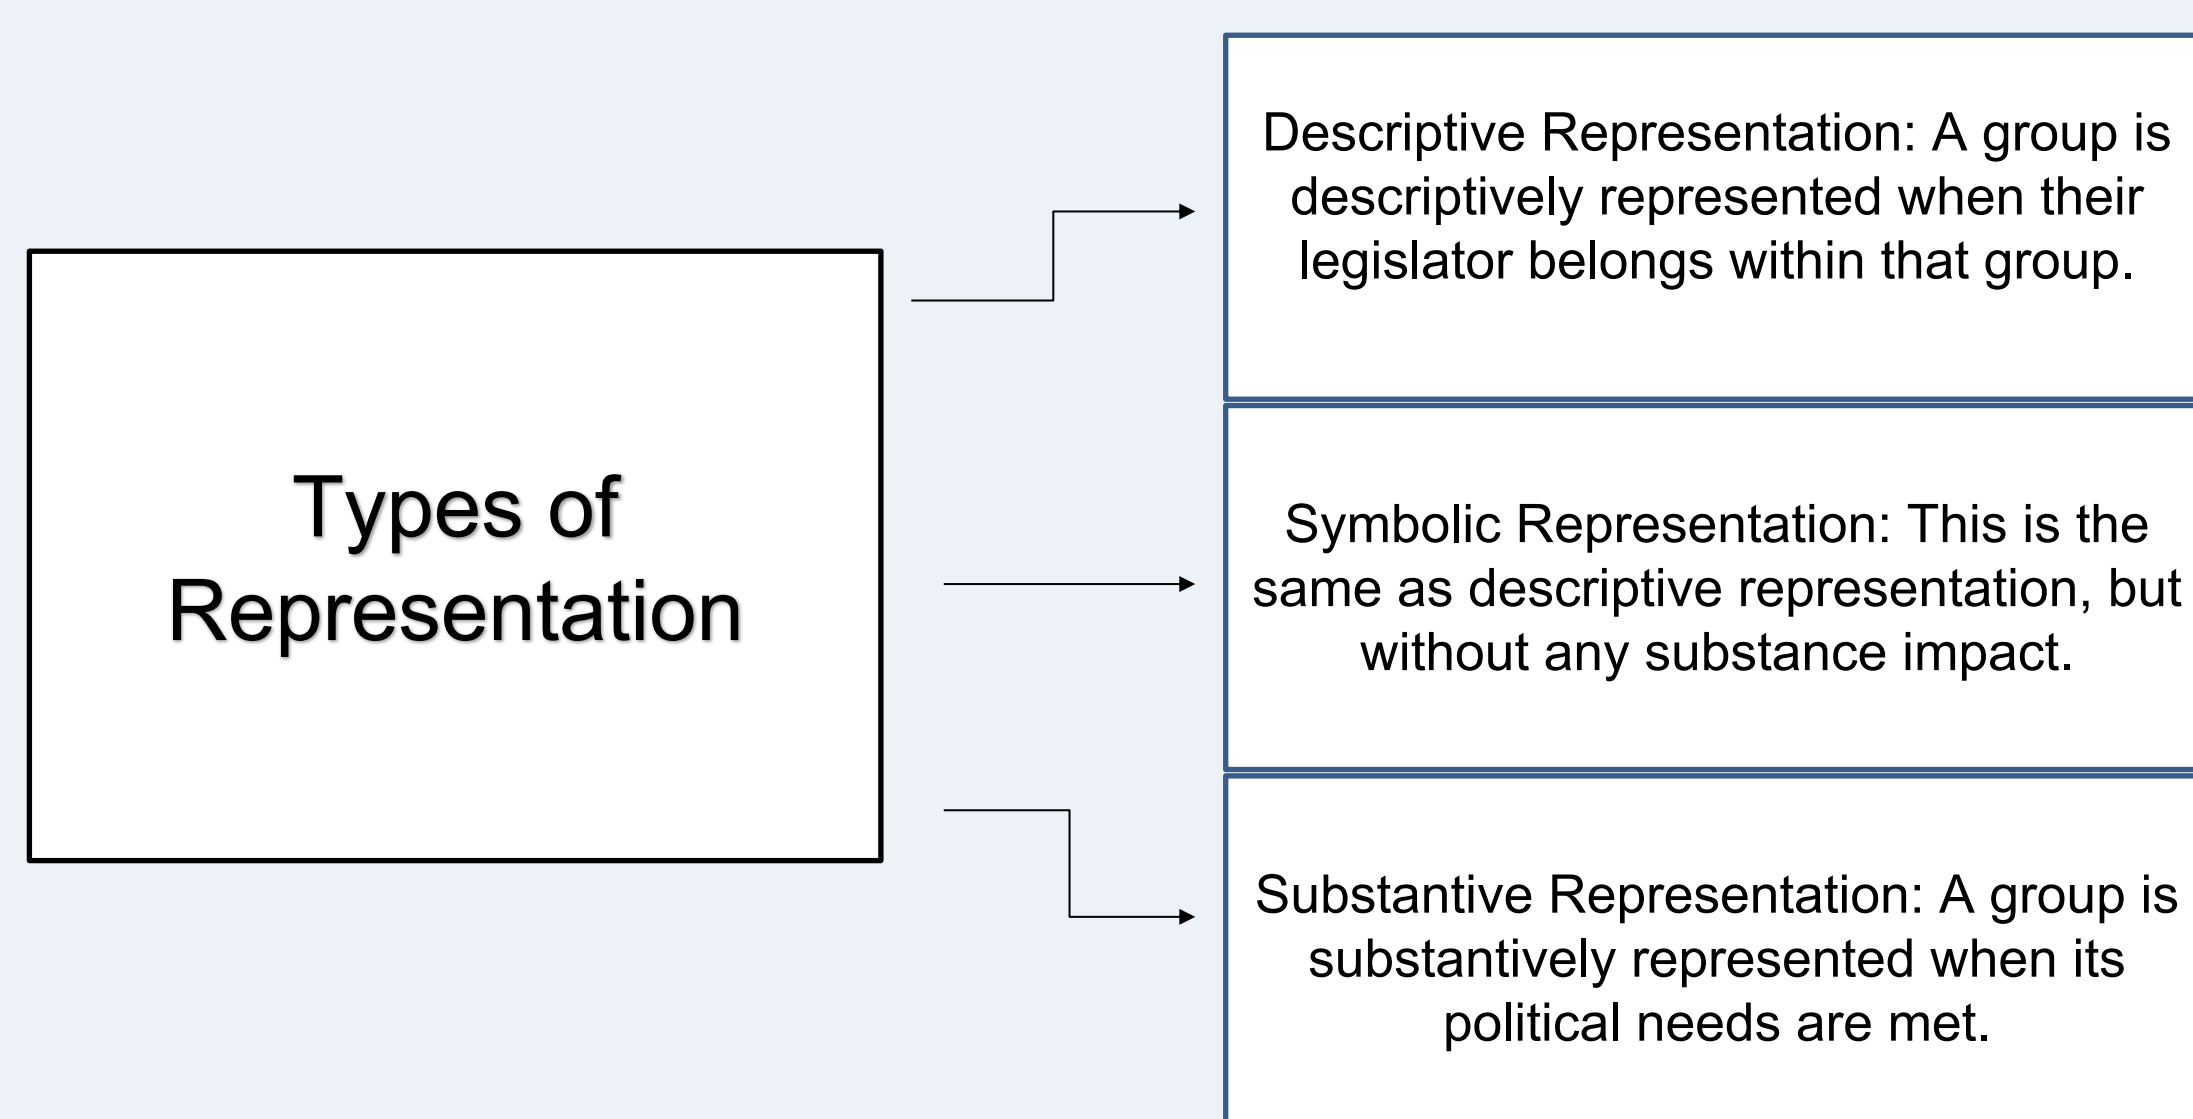 Types of
Representation
Descriptive Representation: A group is
descriptively represented when their
legislator belongs within that group.
Symbolic Representation: This is the
same as descriptive representation, but
without any substance impact.
Substantive Representation: A group is
substantively represented when its
political needs are met.